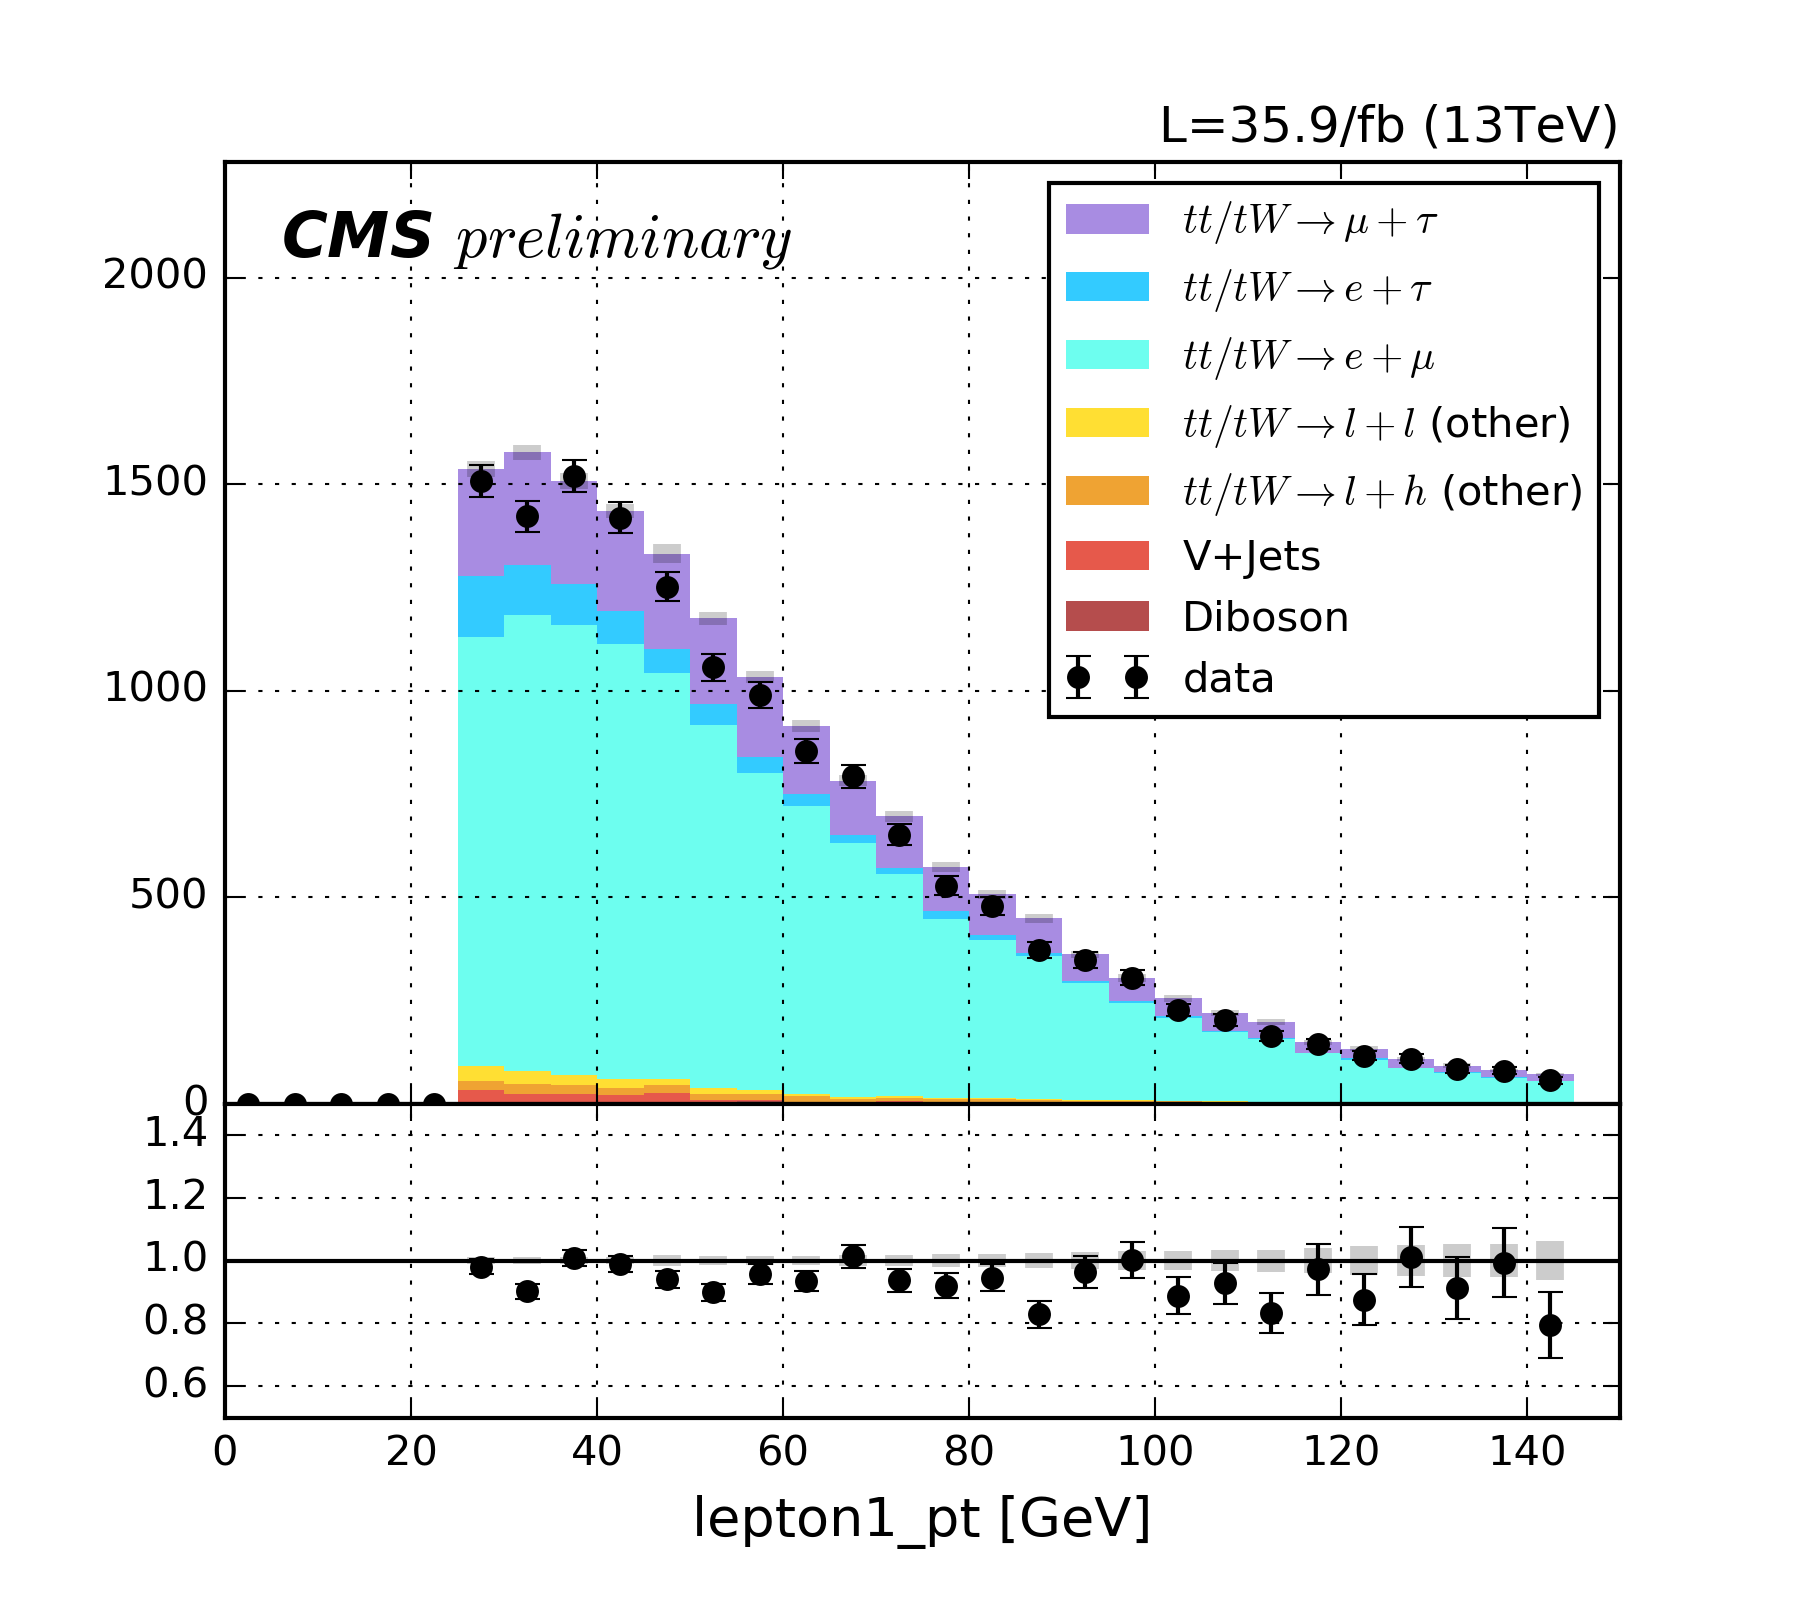 L=35.9/fb (13TeV)
CMS preliminary
tt/tW→μ+τ
tt/tW→e+τ
tt/tW→e+μ
tt/tW→l+l (other)
tt/tW→l+h (other)
V+Jets
Diboson
data
2000
1500
1000
500
0
1.4
1.2
1.0
0.8
0.6
0 20 40 60 80 100 120 140
lepton1_pt [GeV]